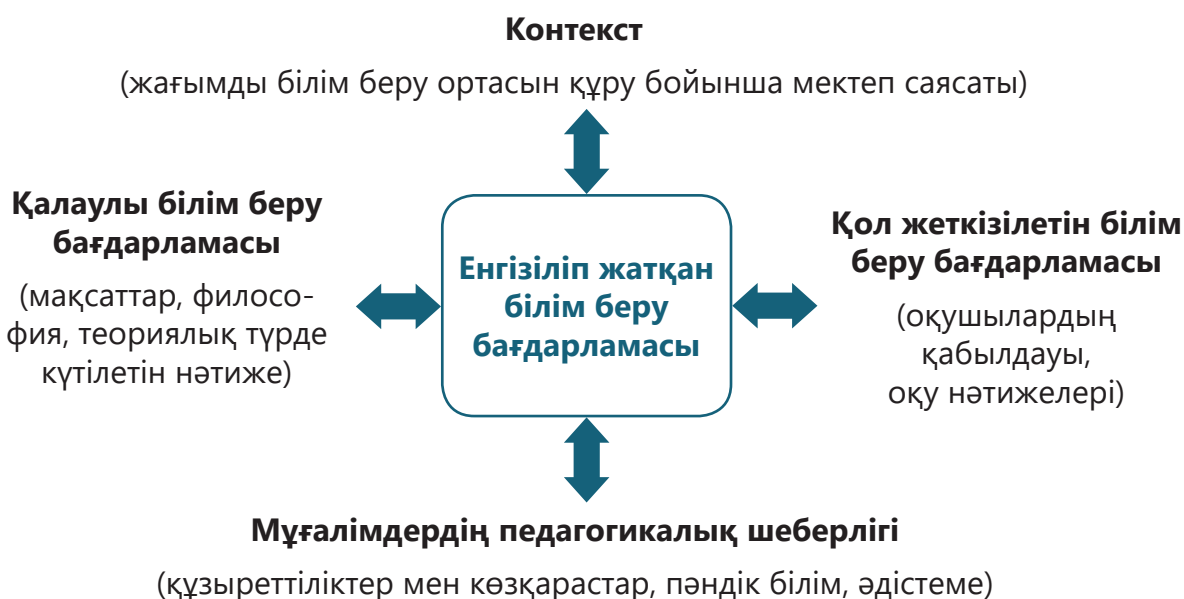 Контекст
(жағымды білім беру ортасын құру бойынша мектеп саясаты)
Қалаулы білім беру
бағдарламасы
(мақсаттар, филосо-
фия, теориялық түрде
күтілетін нәтиже)
Енгізіліп жатқан
білім беру
бағдарламасы
Қол жеткізілетін білім
беру бағдарламасы
(оқушылардың
қабылдауы,
оқу нәтижелері)
Мұғалімдердің педагогикалық шеберлігі
(құзыреттіліктер мен көзқарастар, пәндік білім, әдістеме)